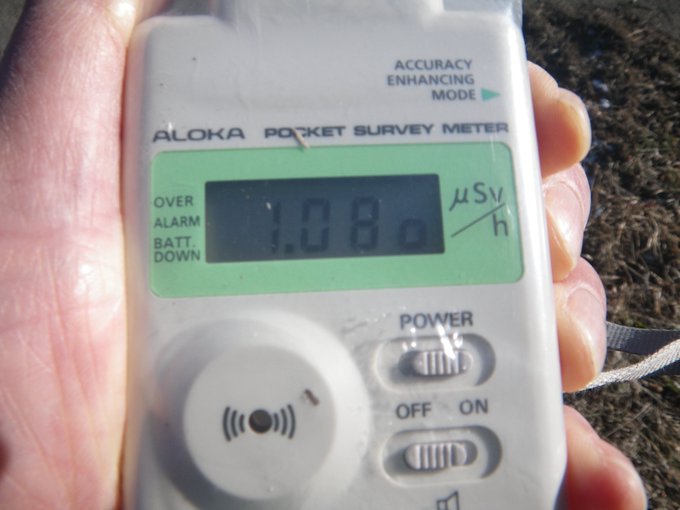 ACCURACY
ENHANCING
MODE
ALOKA POCKET SURVEY METER
OVER
ALARM
BATT.
DOWN
1.080
μSv/h
POWER
OFF ON